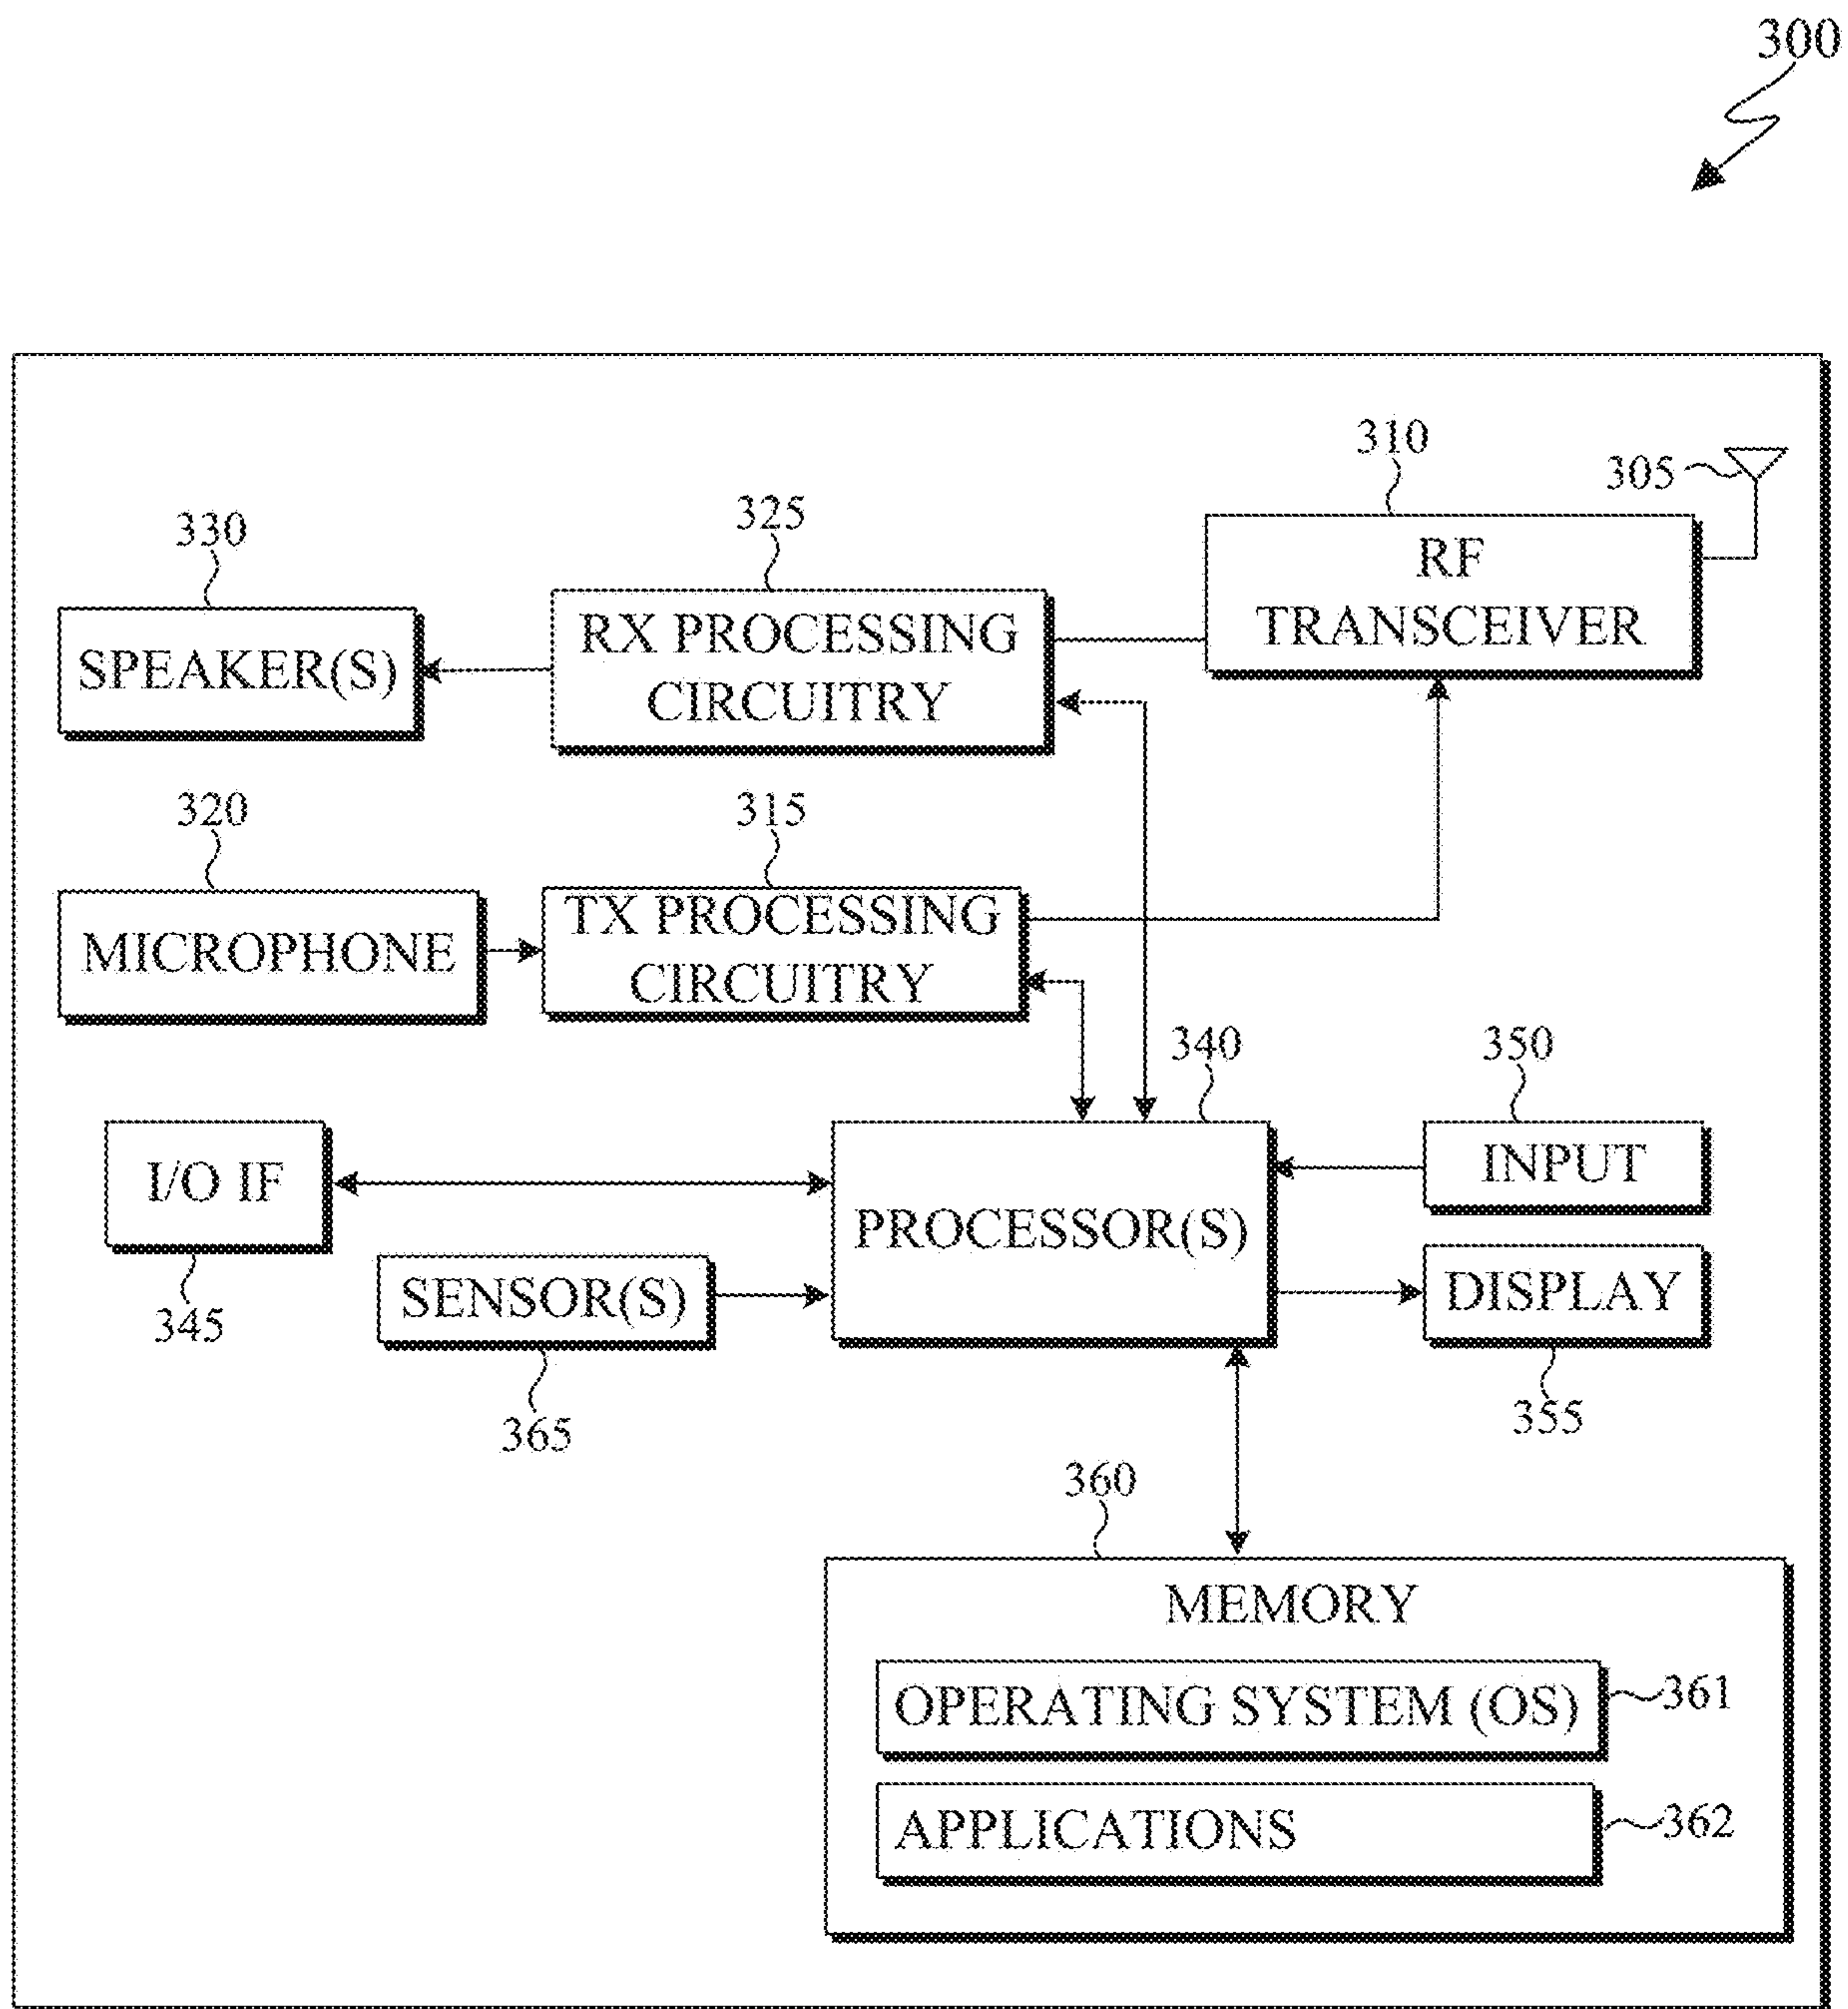 300
310
305
325
330
RF
TRANSCEIVER
RX PROCESSING
CIRCUITRY
SPEAKER(S)
320
315
MICROPHONE
TX PROCESSING
CIRCUITRY
340
350
I/O IF
PROCESSOR(S)
INPUT
SENSOR(S)
DISPLAY
345
365
355
360
MEMORY
OPERATING SYSTEM (OS)
361
APPLICATIONS
362